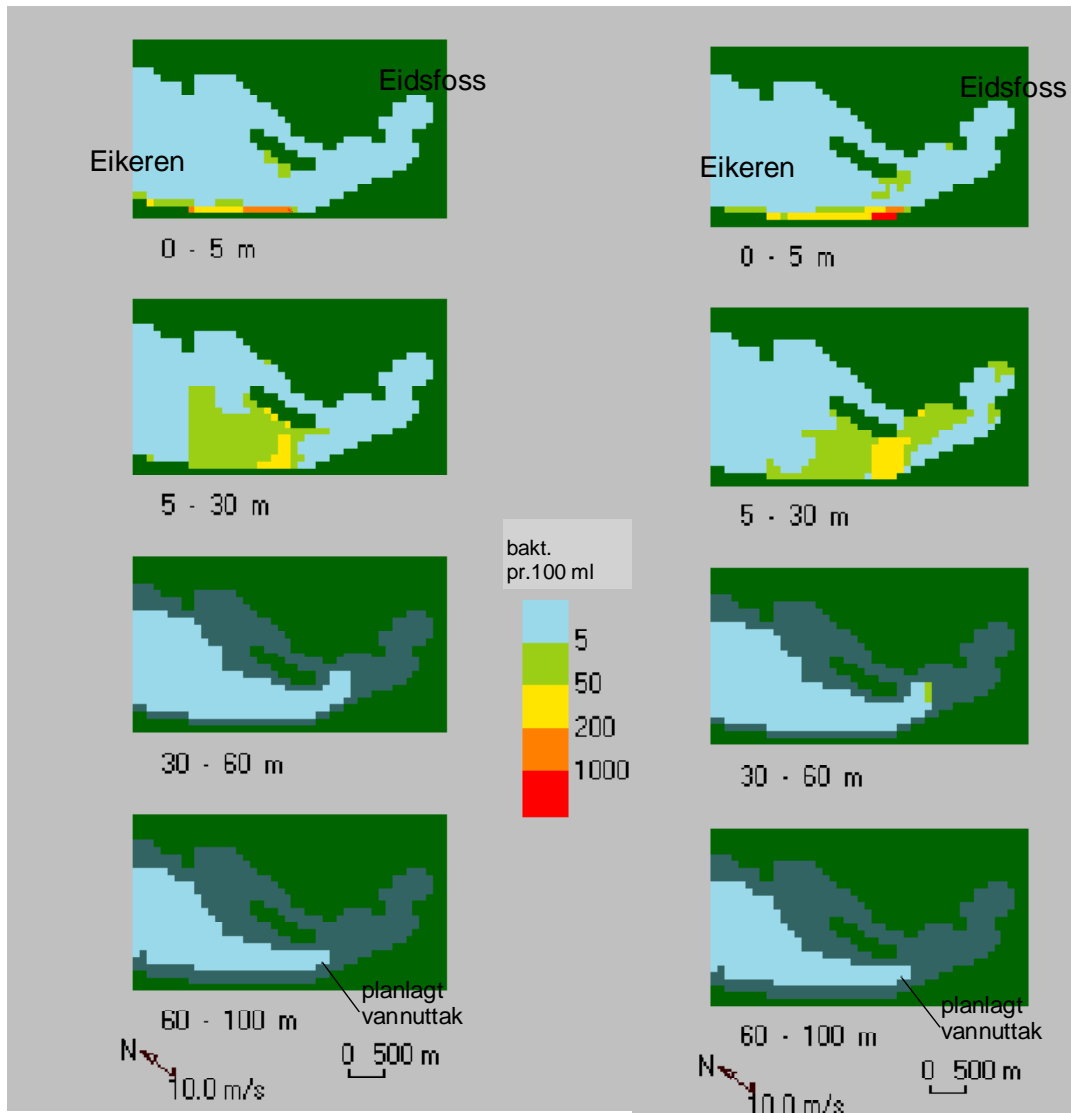 Eidsfoss
Eikeren
0 - 5 m
5 - 30 m
30 - 60 m
60 - 100 m
planlagt
vannuttak
N
10.0 m/s
0 500 m
bakt.
pr.100 ml
5
50
200
1000
Eidsfoss
Eikeren
0 - 5 m
5 - 30 m
30 - 60 m
60 - 100 m
planlagt
vannuttak
N
10.0 m/s
0 500 m